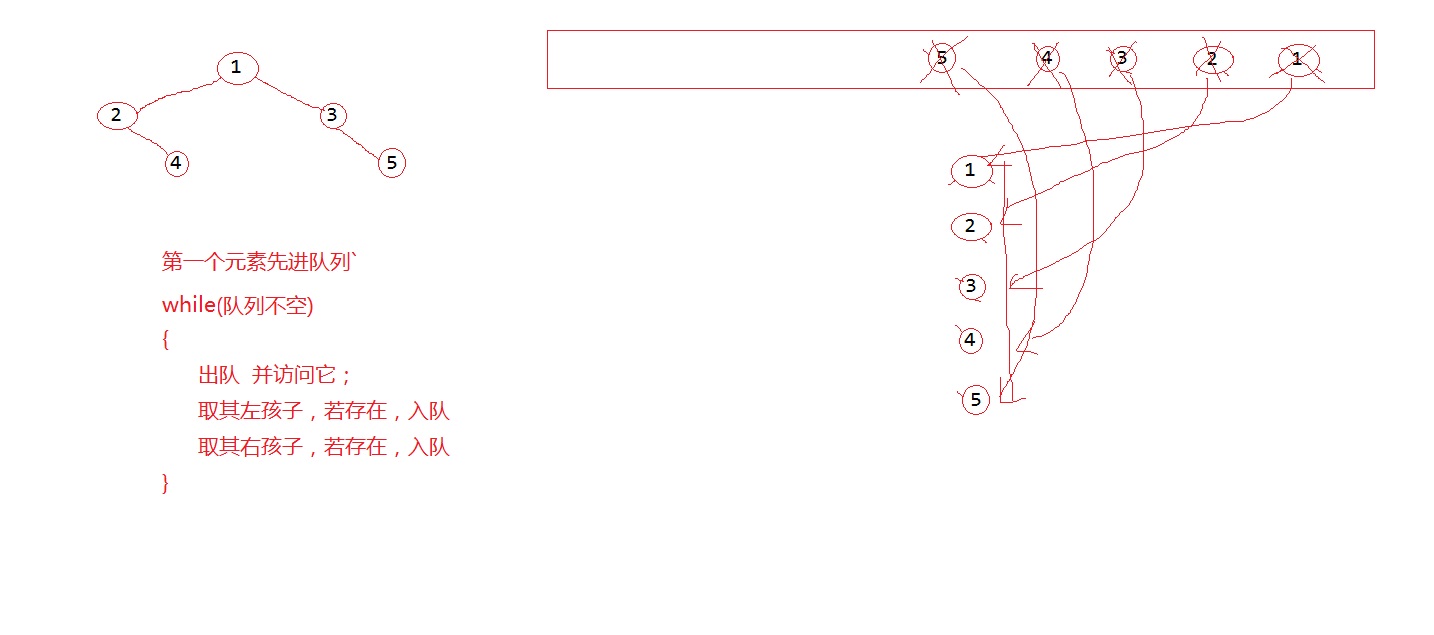 1
2
3
4
5
第一个元素先进队列`
while(队列不空)
{
出队 并访问它；
取其左孩子，若存在，入队
取其右孩子，若存在，入队
}
5 4 3 2 1
1
2
3
4
5